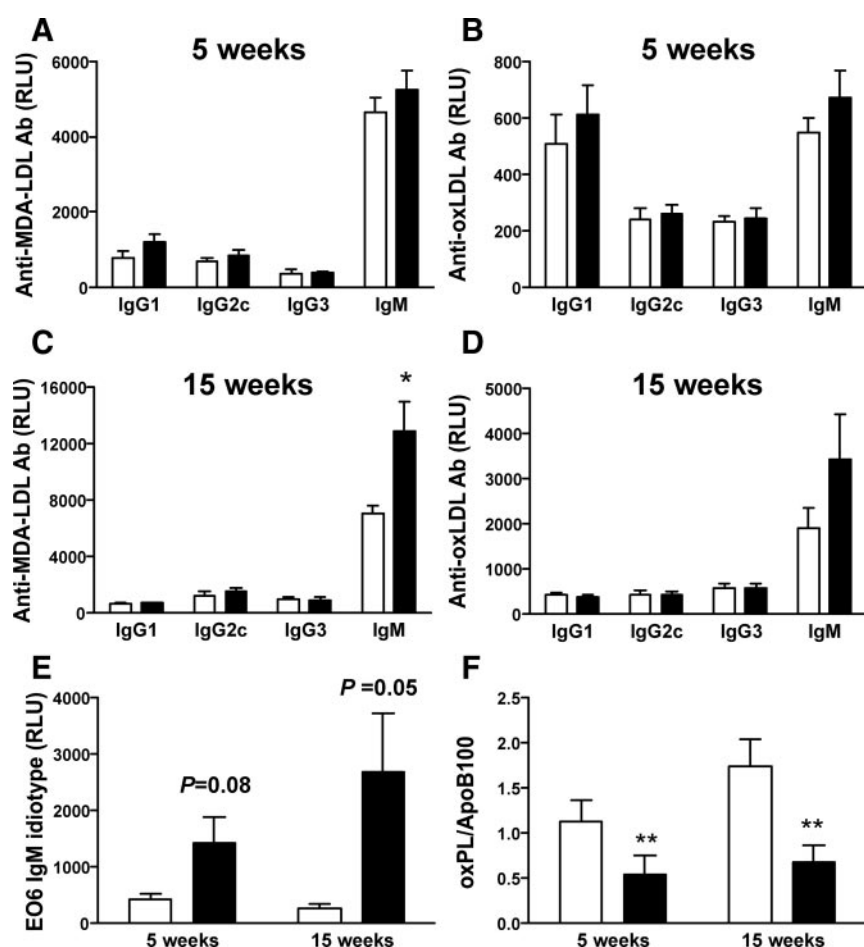 A
5 weeks
Anti-MDA-LDL Ab (RLU)
6000
4000
2000
0
IgG1 IgG2c IgG3 IgM
B
5 weeks
Anti-oxLDL Ab (RLU)
800
600
400
200
0
IgG1 IgG2c IgG3 IgM
C
15 weeks
Anti-MDA-LDL Ab (RLU)
16000
12000
8000
4000
0
*
IgG1 IgG2c IgG3 IgM
D
15 weeks
Anti-oxLDL Ab (RLU)
5000
4000
3000
2000
1000
0
IgG1 IgG2c IgG3 IgM
E
EO6 IgM idiotype (RLU)
4000
3000
2000
1000
0
P=0.08
P =0.05
5 weeks 15 weeks
F
oxPL/ApoB100
2.5
2.0
1.5
1.0
0.5
0.0
**
**
5 weeks 15 weeks